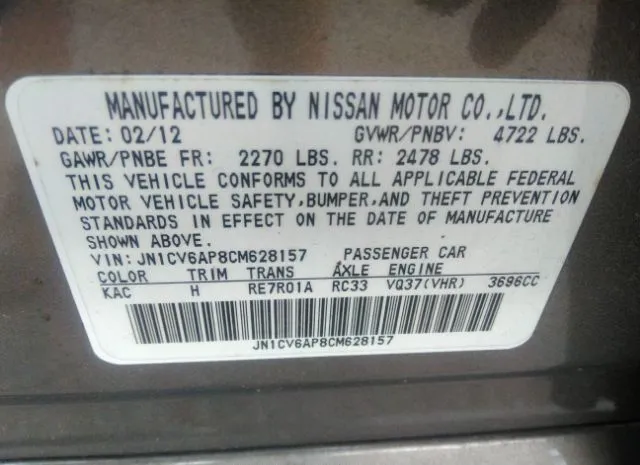 MANUFACTURED BY NISSAN MOTOR CO.,LTD.
DATE: 02/12 GVWR/PNBV: 4722 LBS.
GAWR/PNBE FR: 2270 LBS. RR: 2478 LBS.
THIS VEHICLE CONFORMS TO ALL APPLICABLE FEDERAL
MOTOR VEHICLE SAFETY,BUMPER,AND THEFT PREVENTION
STANDARDS IN EFFECT ON THE DATE OF MANUFACTURE
SHOWN ABOVE.
VIN: JN1CV6AP8CM628157 PASSENGER CAR
COLOR TRIM TRANS AXLE ENGINE
KAC H RE7R01A RC33 VQ37(VHR) 3696CC
JN1CV6AP8CM628157